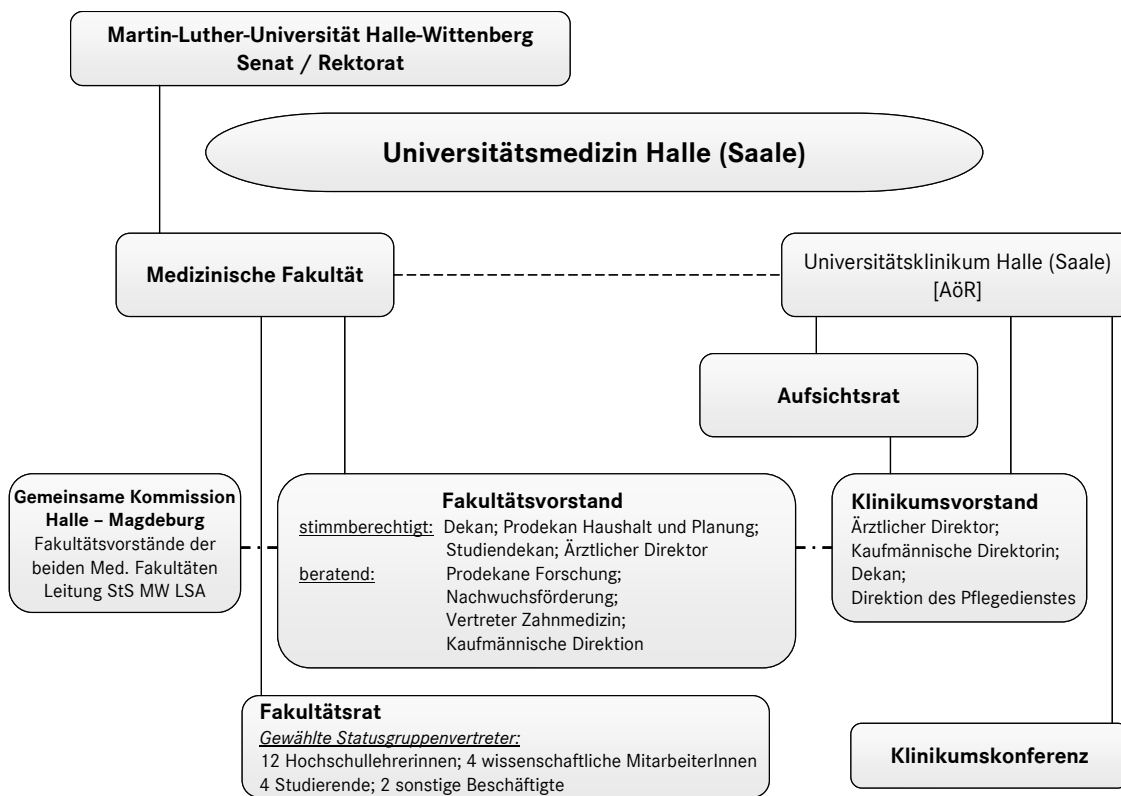 Martin-Luther-Universität Halle-Wittenberg
Senat / Rektorat
Universitätsmedizin Halle (Saale)
Medizinische Fakultät
Universitätsklinikum Halle (Saale)
[AöR]
Aufsichtsrat
Gemeinsame Kommission
Halle – Magdeburg
Fakultätsvorstände der
beiden Med. Fakultäten
Leitung StS MW LSA
Fakultätsvorstand
stimmberechtigt: Dekan; Prodekan Haushalt und Planung;
Studiendekan; Ärztlicher Direktor
beratend: Prodekane Forschung;
Nachwuchsförderung;
Vertreter Zahnmedizin;
Kaufmännische Direktion
Klinikumsvorstand
Ärztlicher Direktor;
Kaufmännische Direktorin;
Dekan;
Direktion des Pflegedienstes
Fakultätsrat
Gewählte Statusgruppenvertreter:
12 Hochschullehrerinnen; 4 wissenschaftliche MitarbeiterInnen
4 Studierende; 2 sonstige Beschäftigte
Klinikumskonferenz